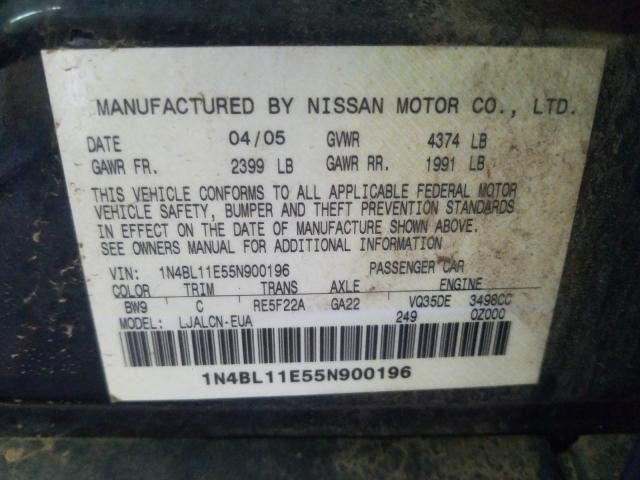 MANUFACTURED BY NISSAN MOTOR CO., LTD.
DATE 04/05 GVWR 4374 LB
GAWR FR. 2399 LB GAWR RR. 1991 LB
THIS VEHICLE CONFORMS TO ALL APPLICABLE FEDERAL MOTOR
VEHICLE SAFETY, BUMPER AND THEFT PREVENTION STANDARDS
IN EFFECT ON THE DATE OF MANUFACTURE SHOWN ABOVE.
SEE OWNERS MANUAL FOR ADDITIONAL INFORMATION
VIN: 1N4BL11E55N900196 PASSENGER CAR
COLOR TRIM TRANS AXLE ENGINE
BW9 C RE5F22A GA22 VQ35DE 3498CC
MODEL: LJALCN-EUA 249 0Z000
1N4BL11E55N900196